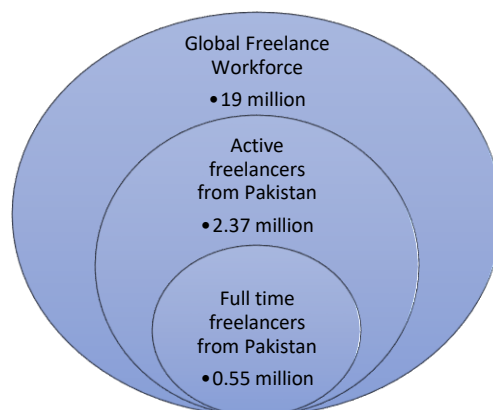 Global Freelance
Workforce
•19 million
Active
freelancers
from Pakistan
•2.37 million
Full time
freelancers
from Pakistan
•0.55 million